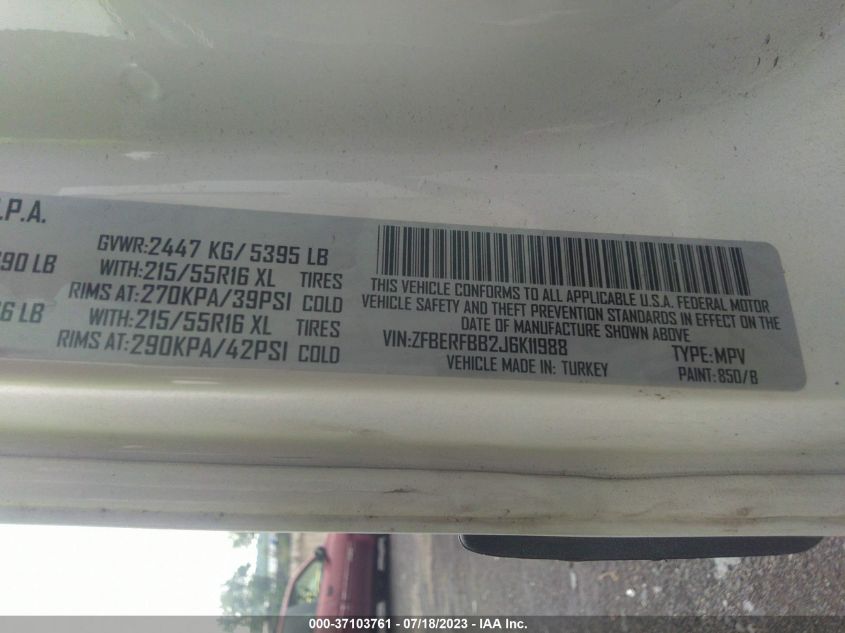 .P.A.
GVWR:2447 KG/ 5395 LB
390 LB
WITH:215/55R16 XL TIRES
RIMS AT:270KPA/39PSI COLD
6 LB
WITH:215/55R16 XL TIRES
RIMS AT:290KPA/42PSI COLD
THIS VEHICLE CONFORMS TO ALL APPLICABLE U.S.A. FEDERAL MOTOR
VEHICLE SAFETY AND THEFT PREVENTION STANDARDS IN EFFECT ON THE
DATE OF MANUFACTURE SHOWN ABOVE
VIN:ZFBERFBB2J6K11988 TYPE:MPV
VEHICLE MADE IN: TURKEY PAINT:850/B
000-37103761 - 07/18/2023 - IAA Inc.